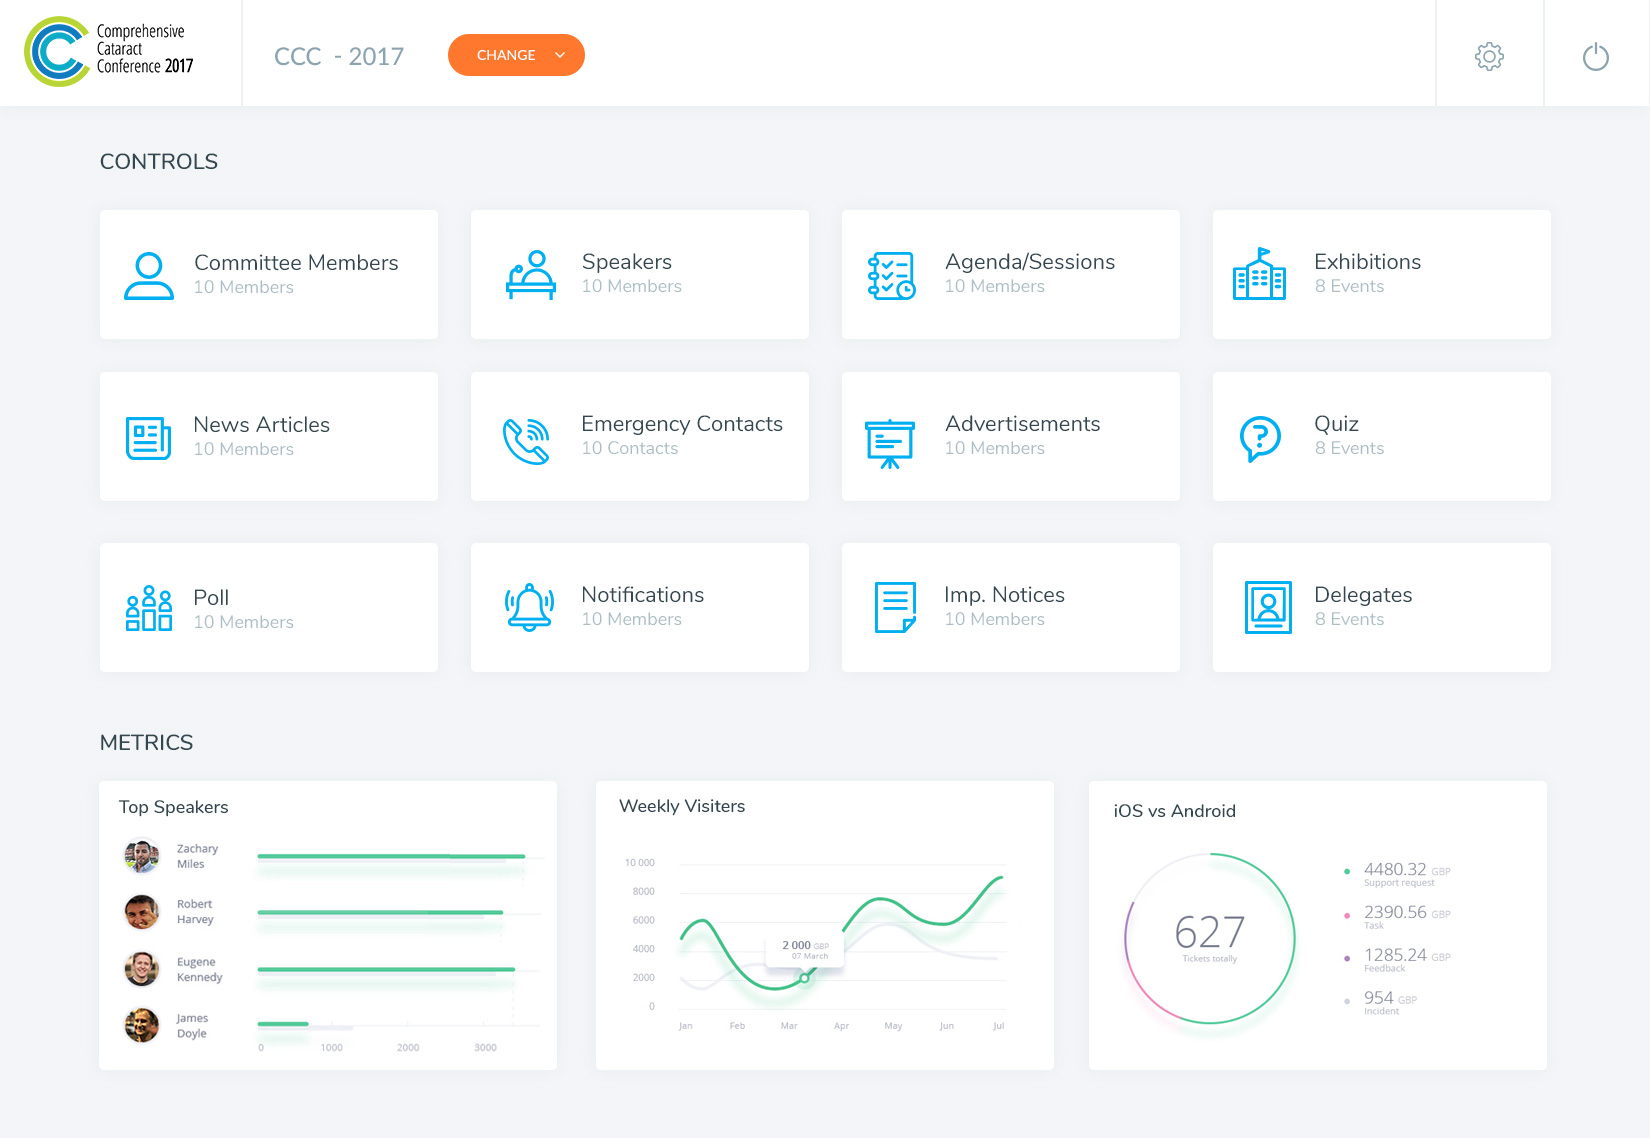 Comprehensive
Cataract
Conference 2017
CCC - 2017
CHANGE
CONTROLS
Committee Members
10 Members
Speakers
10 Members
Agenda/Sessions
10 Members
Exhibitions
8 Events
News Articles
10 Members
Emergency Contacts
10 Contacts
Advertisements
10 Members
Quiz
8 Events
Poll
10 Members
Notifications
10 Members
Imp. Notices
10 Members
Delegates
8 Events
METRICS
Top Speakers
Zachary
Miles
Robert
Harvey
Eugene
Kennedy
James
Doyle
0 1000 2000 3000
Weekly Visiters
10 000
8000
6000
4000
2000
0
2 000 GBP
07 March
Jan Feb Mar Apr May Jun Jul
iOS vs Android
627
Tickets totally
4480.32 GBP
Support request
2390.56 GBP
Task
1285.24 GBP
Feedback
954 GBP
Incident